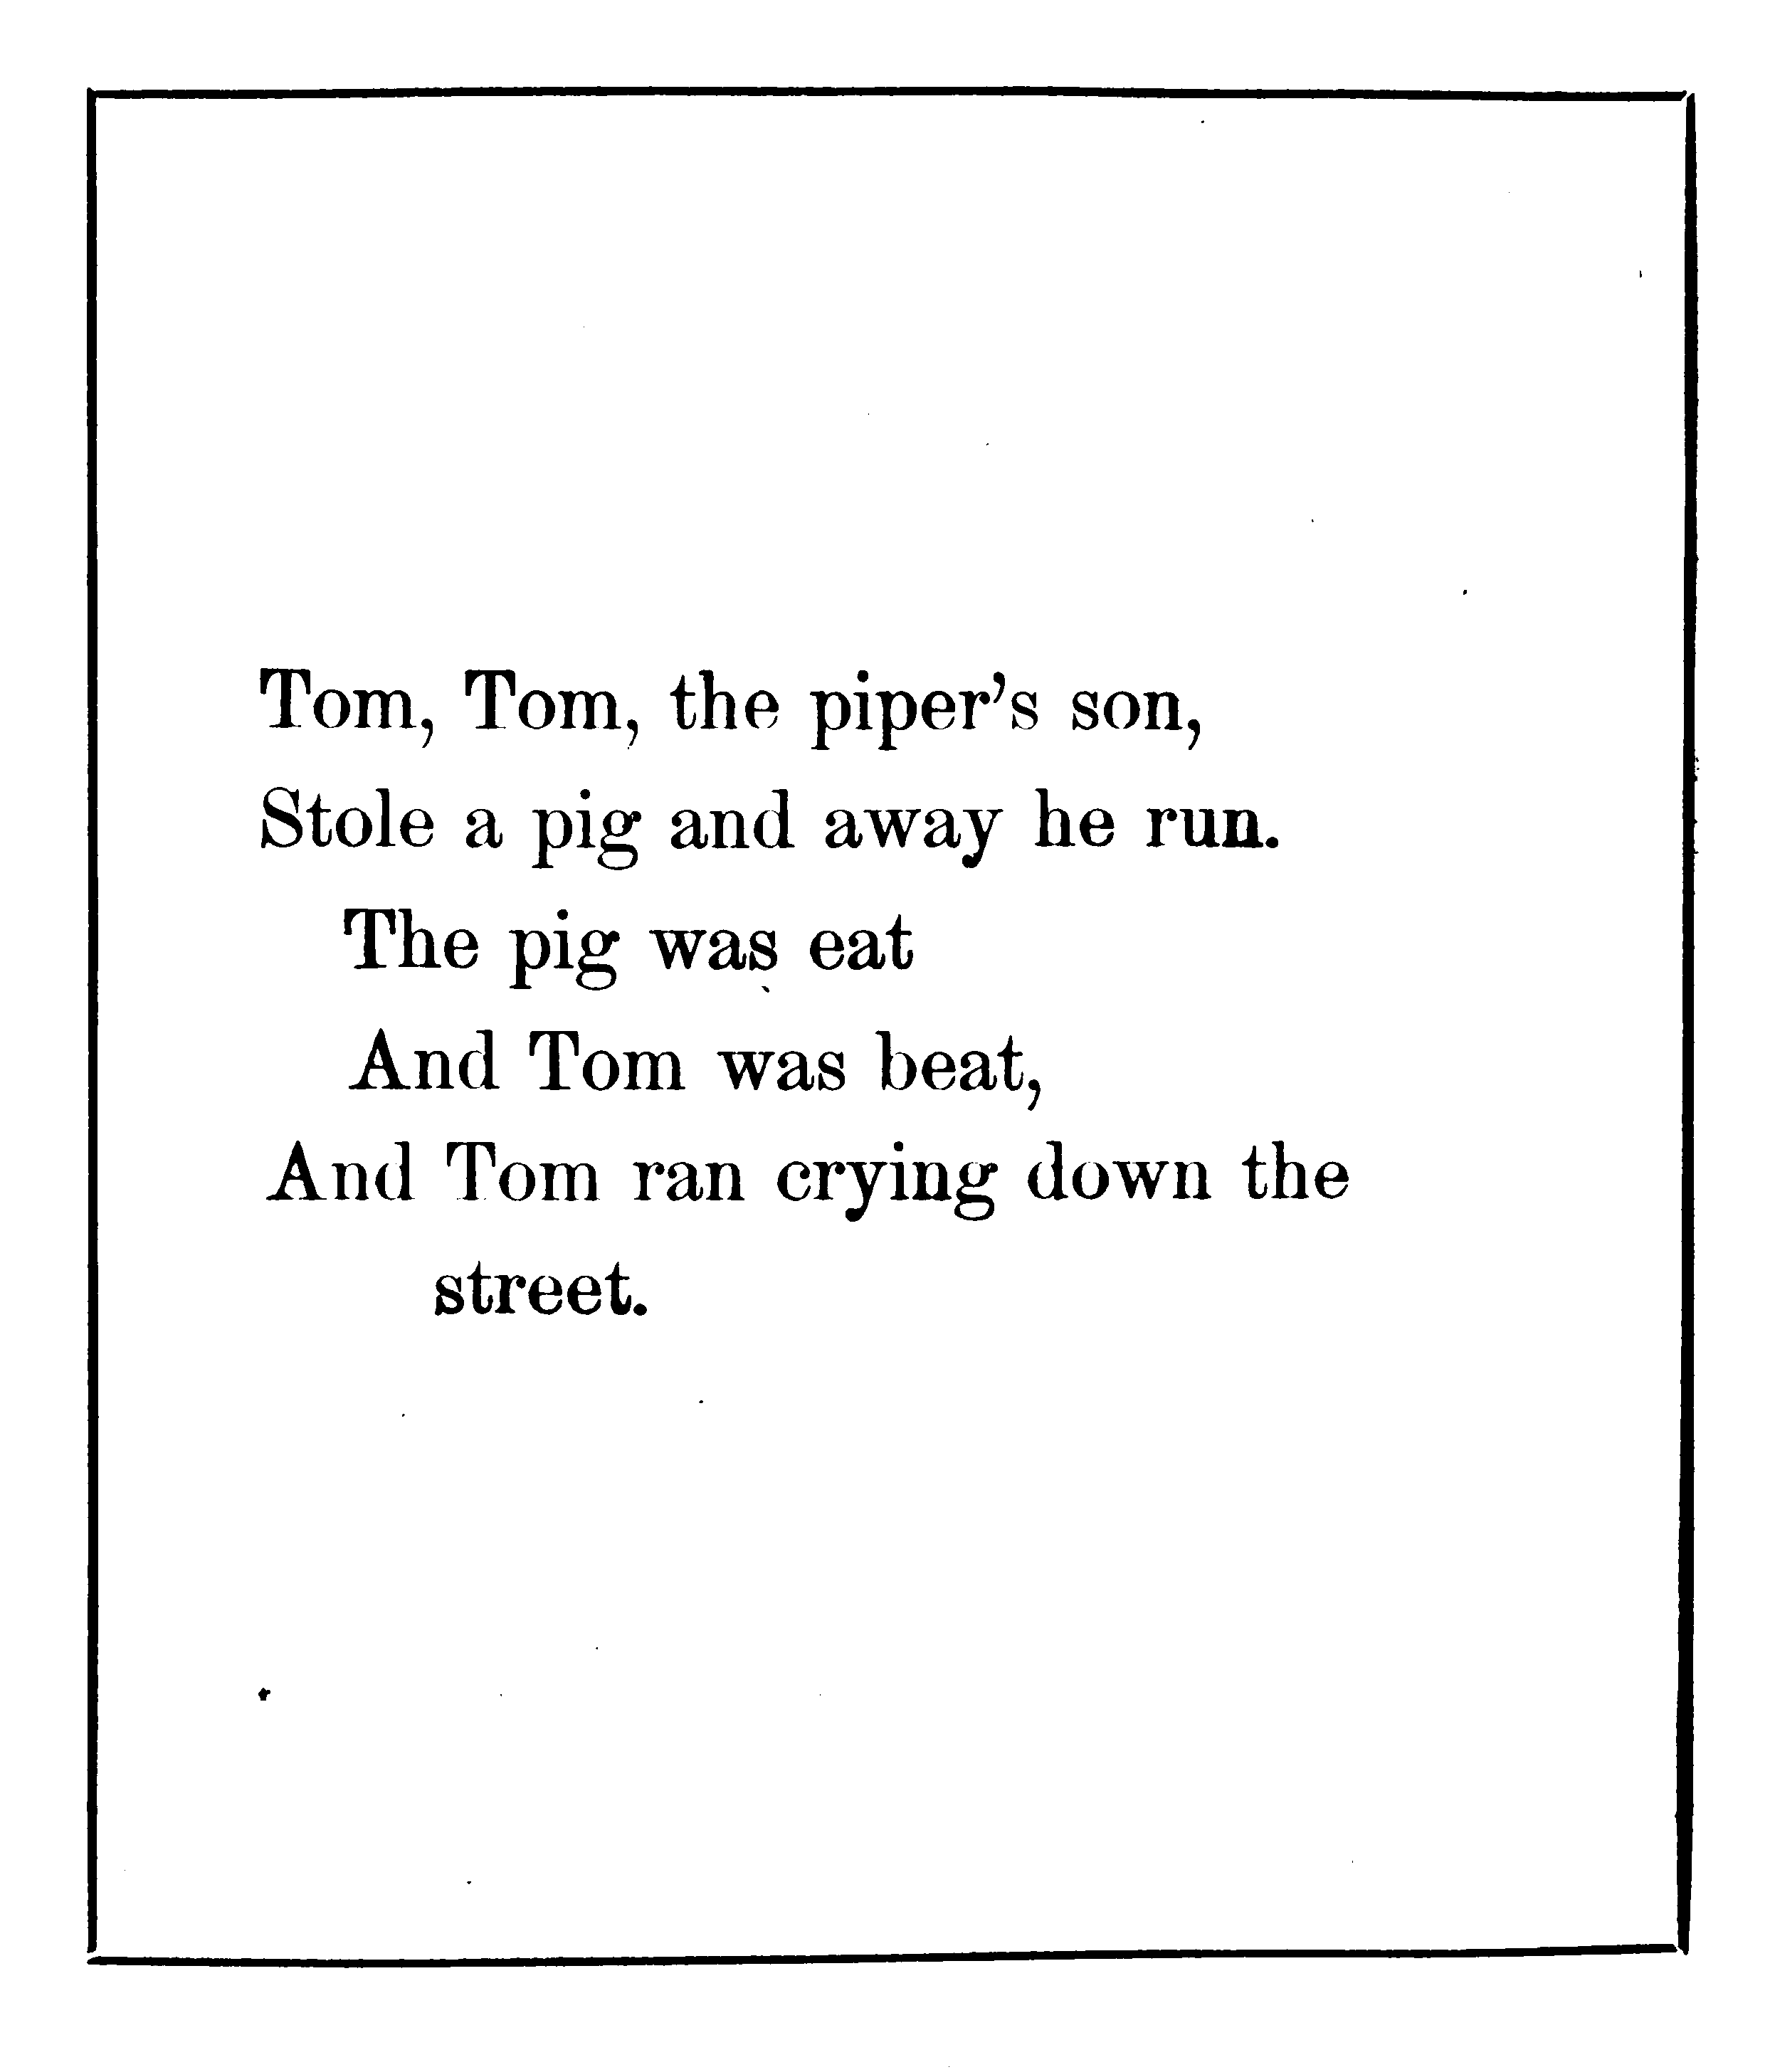 Tom, Tom, the piper's son,
Stole a pig and away he run.
The pig was eat
And Tom was beat,
And Tom ran crying down the
street.